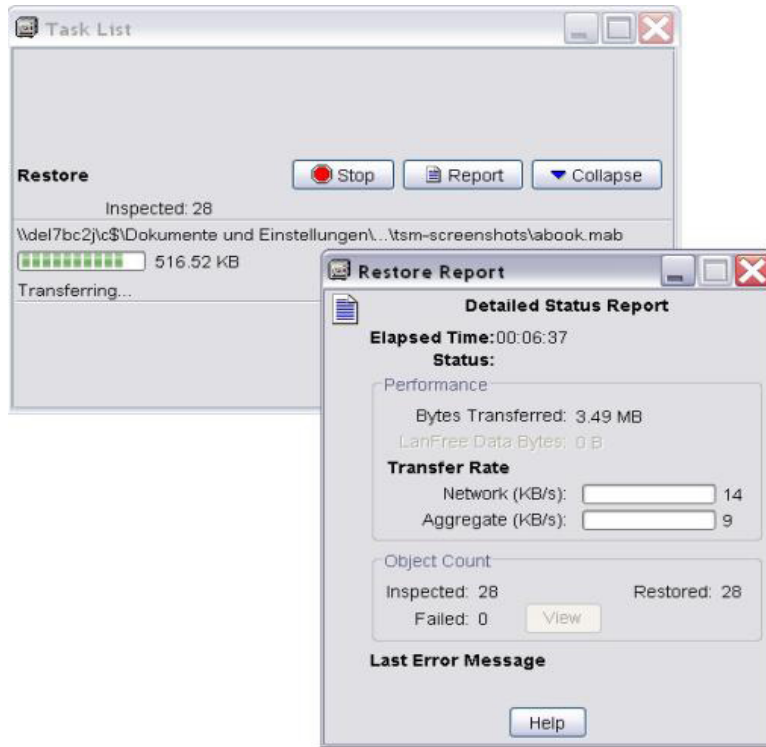 Task List
Restore
Stop
Report
Collapse
Inspected: 28
\\del7bc2j\c$\Dokumente und Einstellungen\...\tsm-screenshots\abook.mab
516.52 KB
Transferring...
Restore Report
Detailed Status Report
Elapsed Time:00:06:37
Status:
Performance
Bytes Transferred: 3.49 MB
LanFree Data Bytes: 0 B
Transfer Rate
Network (KB/s): 14
Aggregate (KB/s): 9
Object Count
Inspected: 28 Restored: 28
Failed: 0 View
Last Error Message
Help